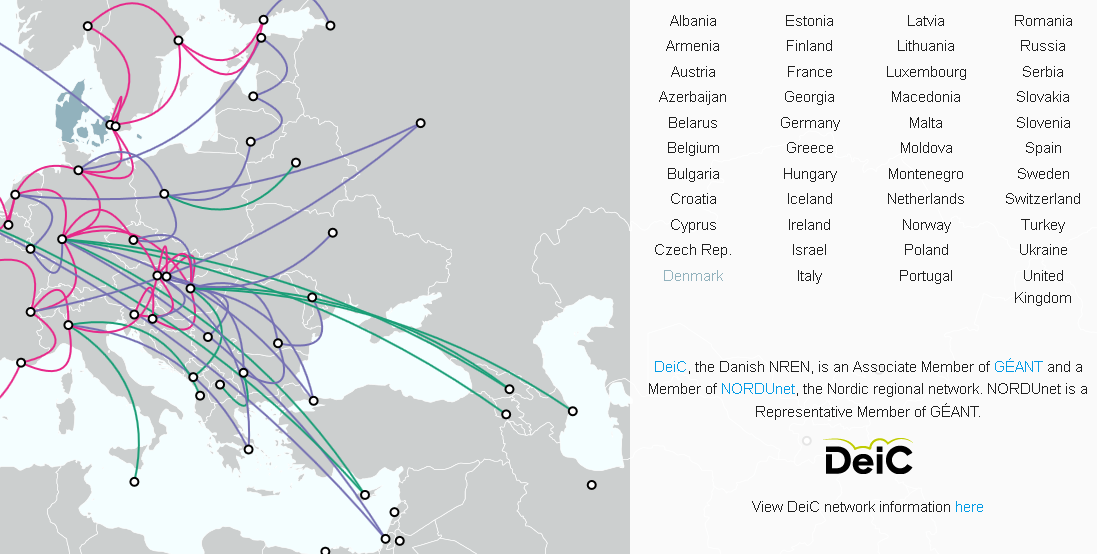 Albania Estonia Latvia Romania
Armenia Finland Lithuania Russia
Austria France Luxembourg Serbia
Azerbaijan Georgia Macedonia Slovakia
Belarus Germany Malta Slovenia
Belgium Greece Moldova Spain
Bulgaria Hungary Montenegro Sweden
Croatia Iceland Netherlands Switzerland
Cyprus Ireland Norway Turkey
Czech Rep. Israel Poland Ukraine
Denmark Italy Portugal United
Kingdom
DeiC, the Danish NREN, is an Associate Member of GÉANT and a
Member of NORDUnet, the Nordic regional network. NORDUnet is a
Representative Member of GÉANT.
DeiC
View DeiC network information here